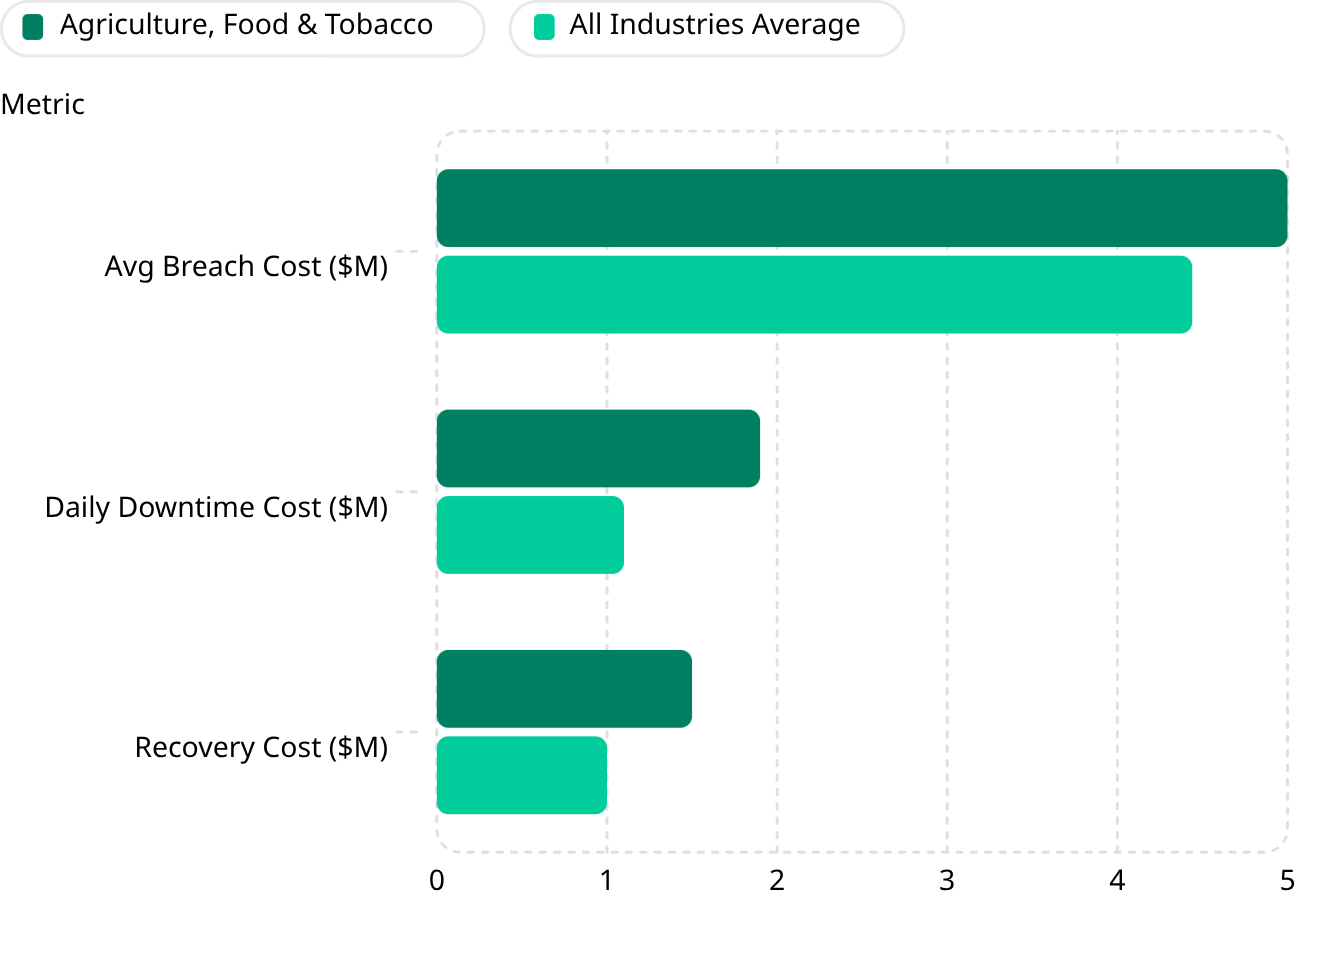 Agriculture, Food & Tobacco
All Industries Average
Metric
Avg Breach Cost ($M)
Daily Downtime Cost ($M)
Recovery Cost ($M)
0 1 2 3 4 5